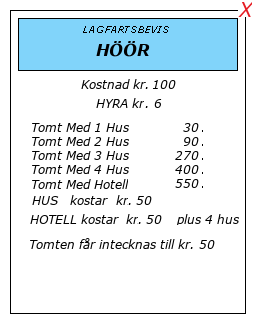 X
LAGFARTSBEVIS
HÖÖR
Kostnad kr. 100
HYRA kr. 6
Tomt Med 1 Hus 30.
Tomt Med 2 Hus 90.
Tomt Med 3 Hus 270.
Tomt Med 4 Hus 400.
Tomt Med Hotell 550.
HUS kostar kr. 50
HOTELL kostar kr. 50 plus 4 hus
Tomten får intecknas till kr. 50